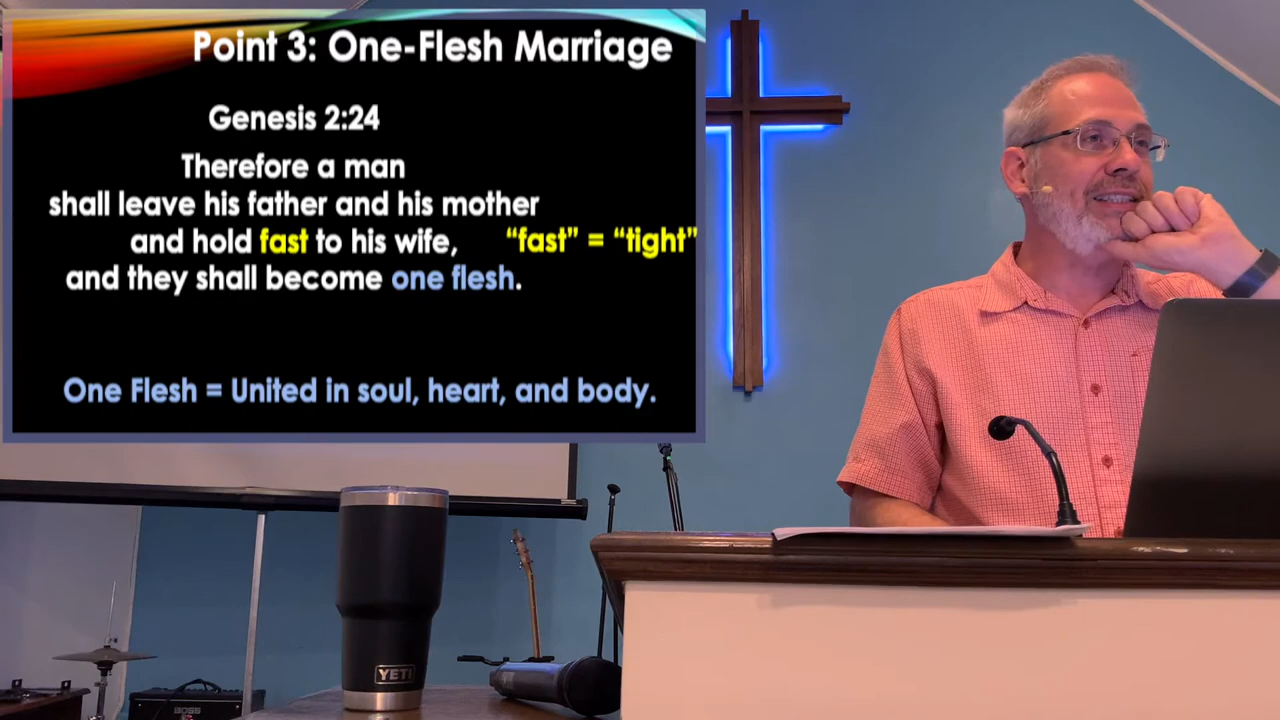 Point 3: One-Flesh Marriage
Genesis 2:24
Therefore a man
shall leave his father and his mother
and hold fast to his wife, “fast” = “tight”
and they shall become one flesh.
One Flesh = United in soul, heart, and body.
YETI
BOSS